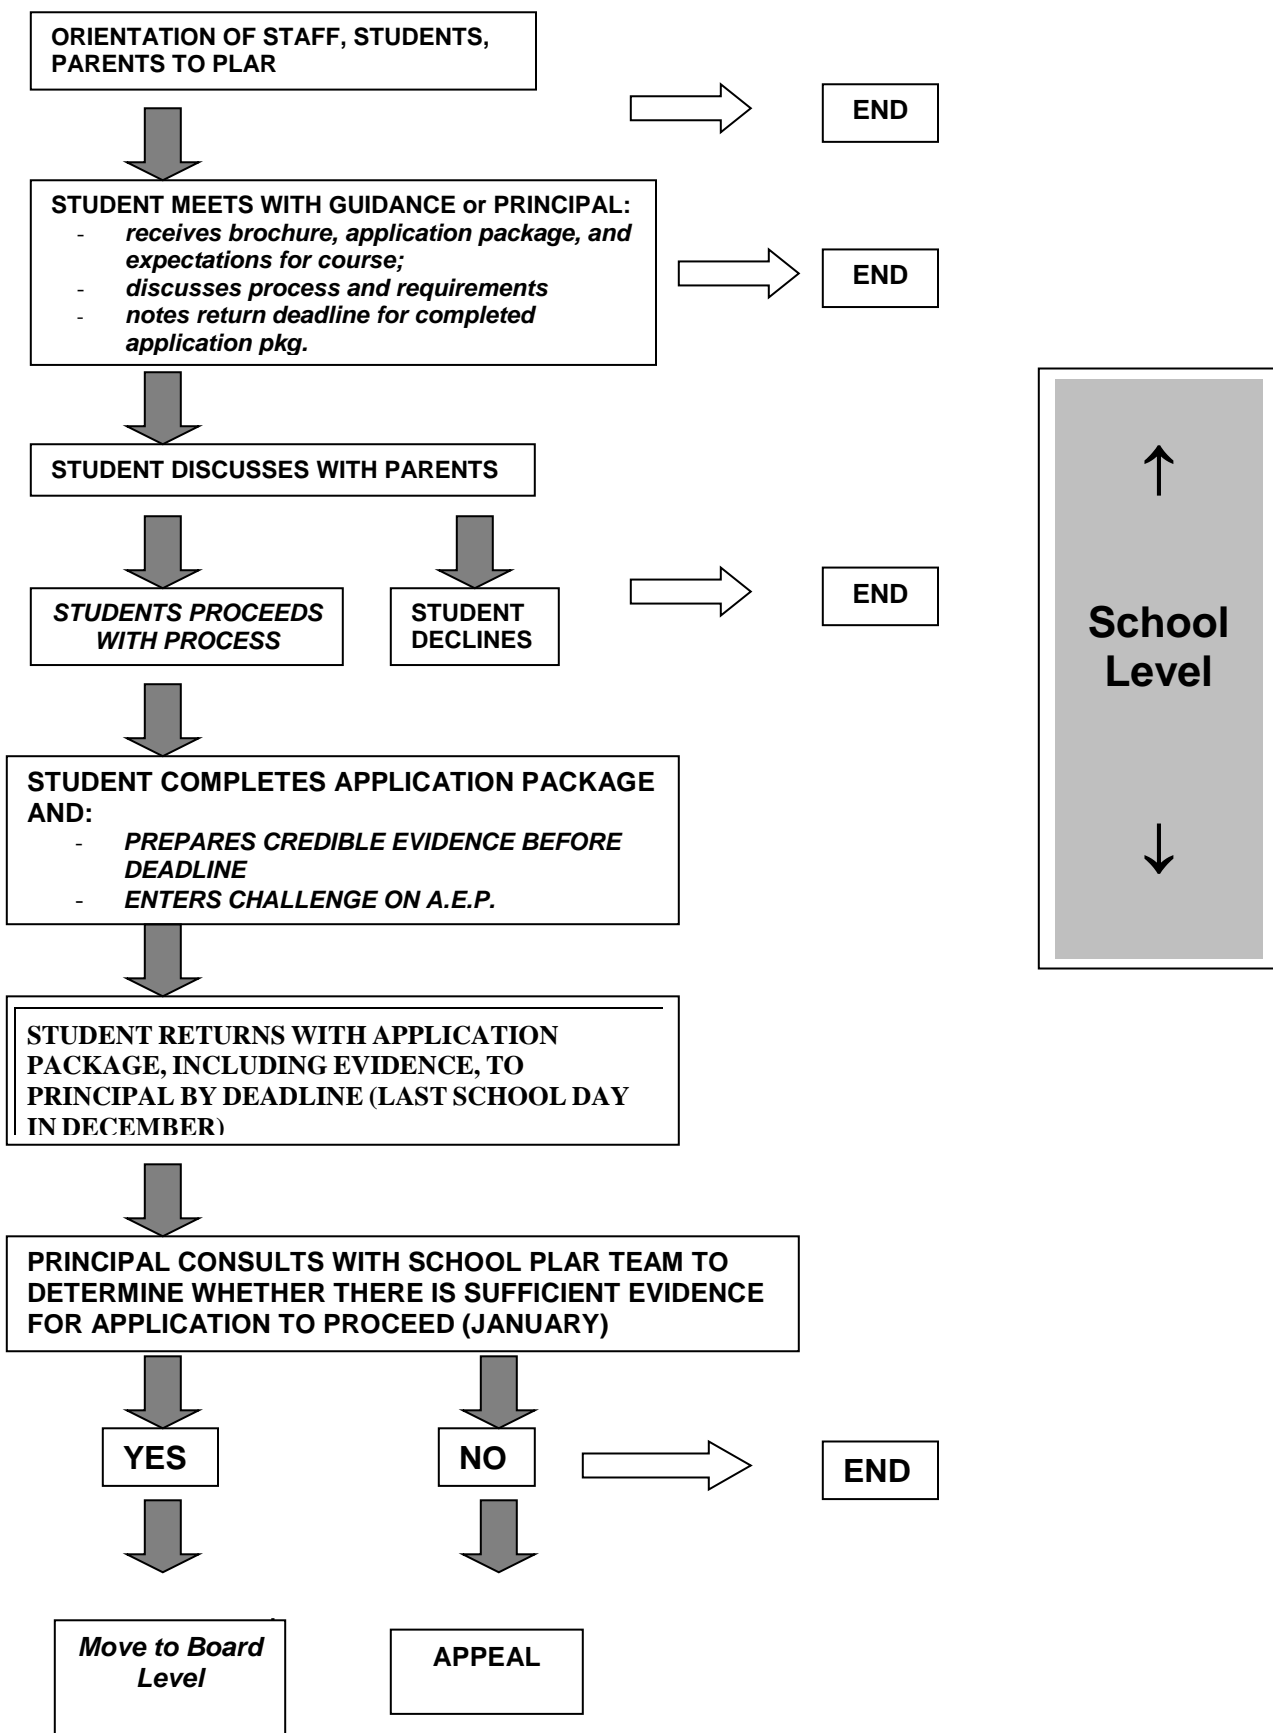 ORIENTATION OF STAFF, STUDENTS,
PARENTS TO PLAR
END
STUDENT MEETS WITH GUIDANCE or PRINCIPAL:
- receives brochure, application package, and
expectations for course;
- discusses process and requirements
- notes return deadline for completed
application pkg.
END
STUDENT DISCUSSES WITH PARENTS
STUDENTS PROCEEDS
WITH PROCESS
STUDENT
DECLINES
END
↑
School
Level
↓
STUDENT COMPLETES APPLICATION PACKAGE
AND:
- PREPARES CREDIBLE EVIDENCE BEFORE
DEADLINE
- ENTERS CHALLENGE ON A.E.P.
STUDENT RETURNS WITH APPLICATION
PACKAGE, INCLUDING EVIDENCE, TO
PRINCIPAL BY DEADLINE (LAST SCHOOL DAY
IN DECEMBER)
PRINCIPAL CONSULTS WITH SCHOOL PLAR TEAM TO
DETERMINE WHETHER THERE IS SUFFICIENT EVIDENCE
FOR APPLICATION TO PROCEED (JANUARY)
YES
NO
END
Move to Board
Level
APPEAL